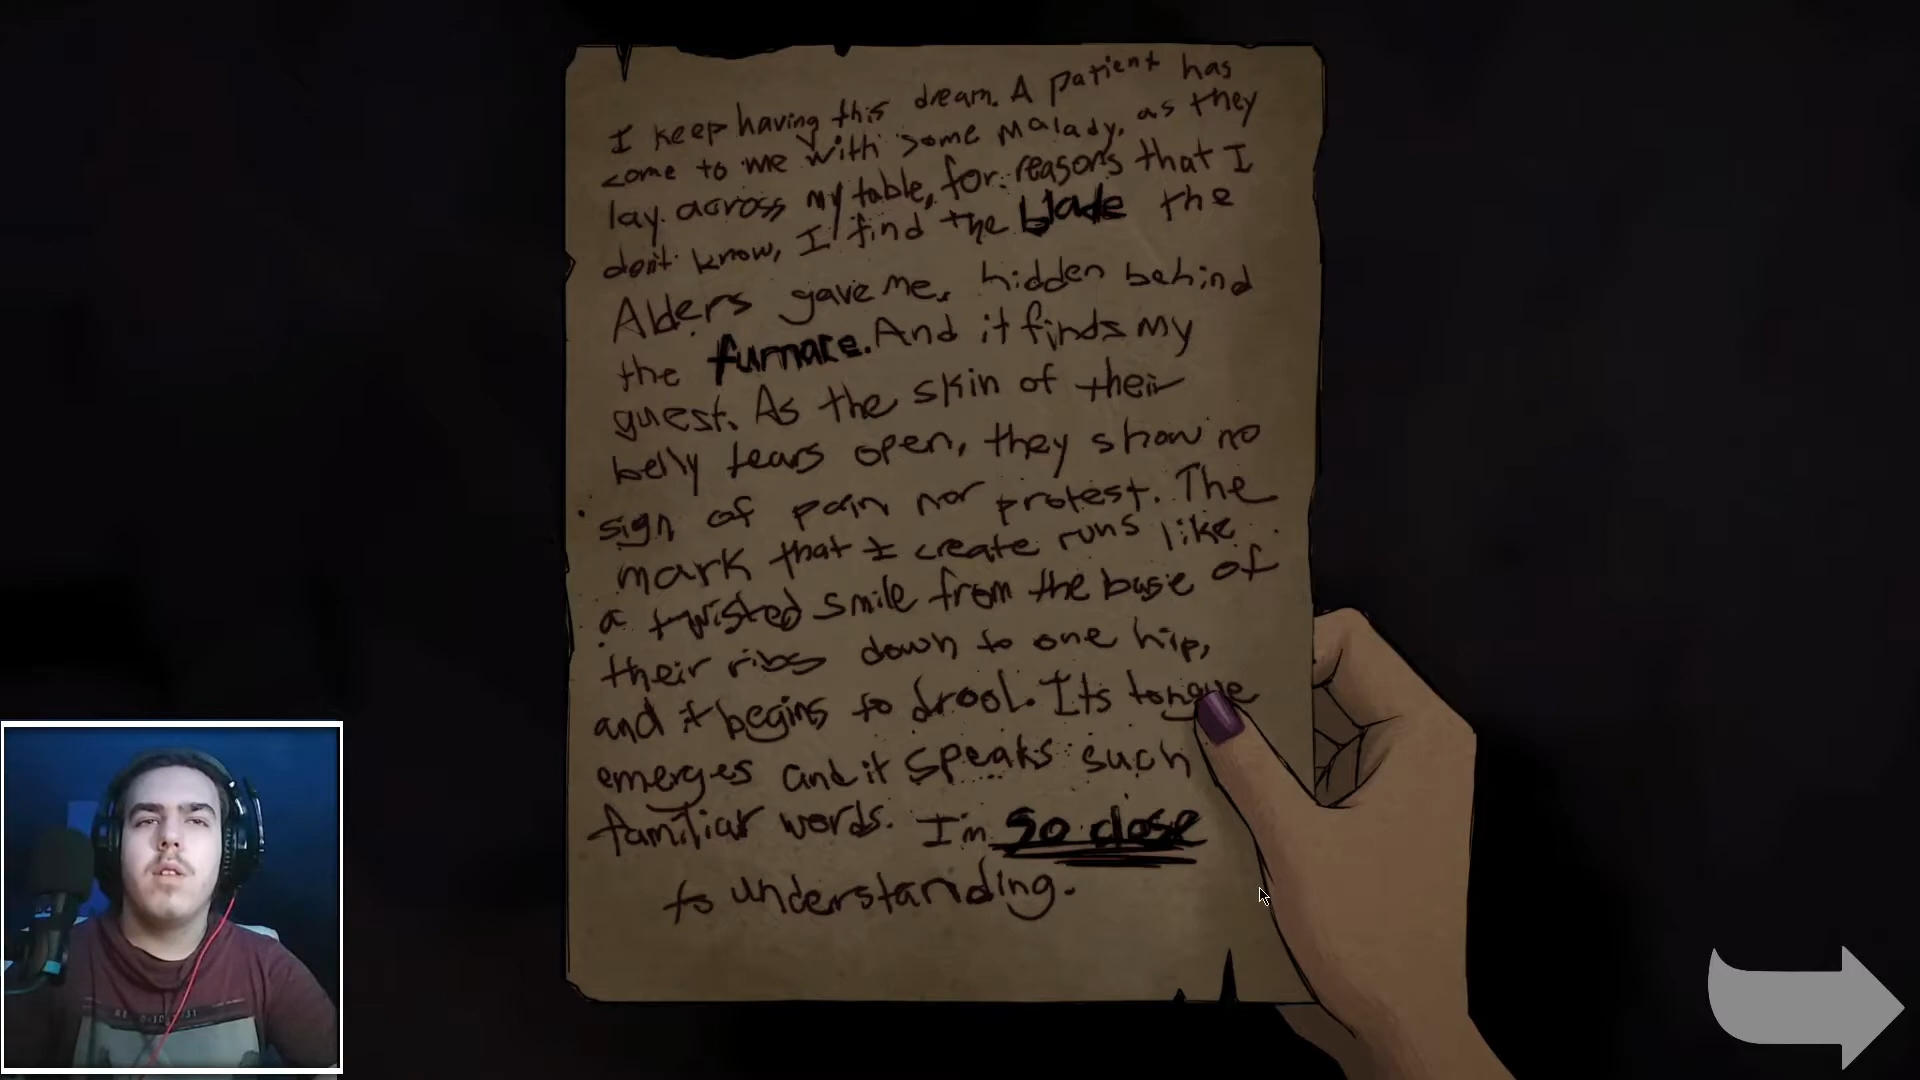 I keep having this dream. A patient has
come to me with some malady, as they
lay across my table, for reasons that I
don't know, I find the blade the
Alders gave me, hidden behind
the furnace. And it finds my
guest. As the skin of their
belly tears open, they show no
sign of pain nor protest. The
mark that I create runs like
a twisted smile from the base of
their ribs down to one hip,
and it begins to drool. Its tongue
emerges and it speaks such
familiar words. I'm so close
to understanding.